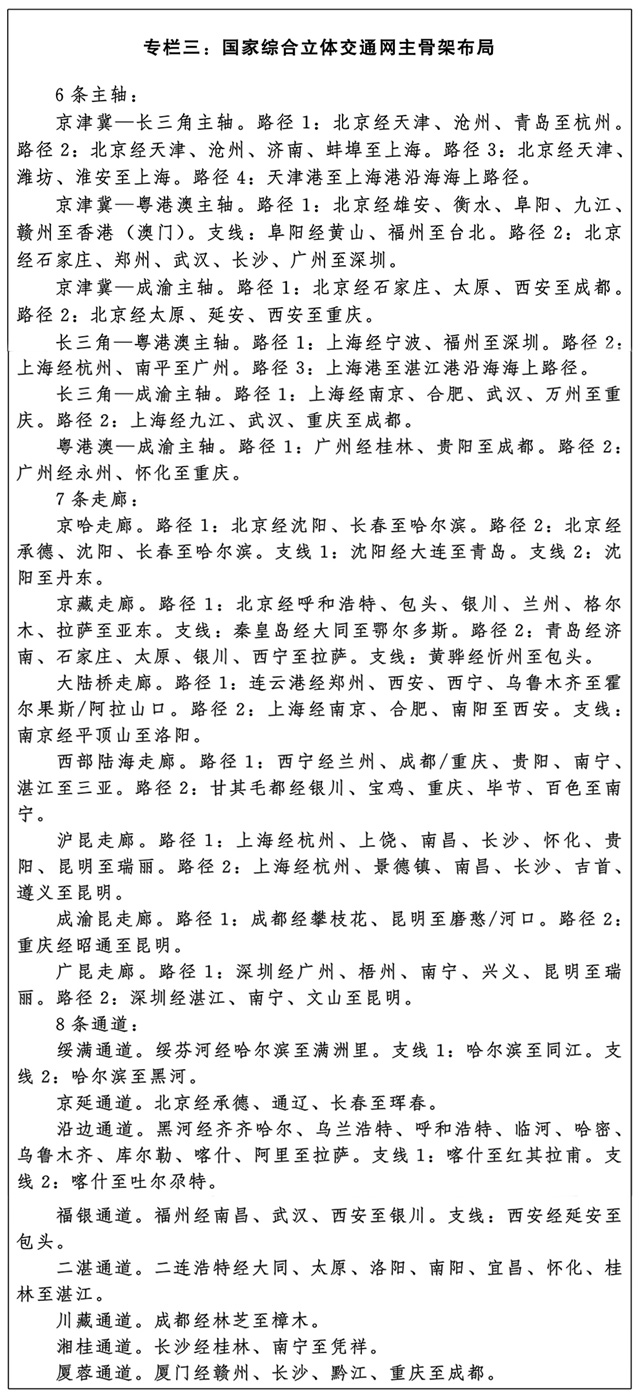 专栏三：国家综合立体交通网主骨架布局
6 条主轴：
京津冀—长三角主轴。路径 1：北京经天津、沧州、青岛至杭州。
路径 2：北京经天津、沧州、济南、蚌埠至上海。路径 3：北京经天津、
潍坊、淮安至上海。路径 4：天津港至上海港沿海海上路径。
京津冀—粤港澳主轴。路径 1：北京经雄安、衡水、阜阳、九江、
赣州至香港（澳门）。支线：阜阳经黄山、福州至台北。路径 2：北京
经石家庄、郑州、武汉、长沙、广州至深圳。
京津冀—成渝主轴。路径 1：北京经石家庄、太原、西安至成都。
路径 2：北京经太原、延安、西安至重庆。
长三角—粤港澳主轴。路径 1：上海经宁波、福州至深圳。路径 2：
上海经杭州、南平至广州。路径 3：上海港至湛江港沿海海上路径。
长三角—成渝主轴。路径 1：上海经南京、合肥、武汉、万州至重
庆。路径 2：上海经九江、武汉、重庆至成都。
粤港澳—成渝主轴。路径 1：广州经桂林、贵阳至成都。路径 2：
广州经永州、怀化至重庆。
7 条走廊：
京哈走廊。路径 1：北京经沈阳、长春至哈尔滨。路径 2：北京经
承德、沈阳、长春至哈尔滨。支线 1：沈阳经大连至青岛。支线 2：沈
阳至丹东。
京藏走廊。路径 1：北京经呼和浩特、包头、银川、兰州、格尔
木、拉萨至亚东。支线：秦皇岛经大同至鄂尔多斯。路径 2：青岛经济
南、石家庄、太原、银川、西宁至拉萨。支线：黄骅经忻州至包头。
大陆桥走廊。路径 1：连云港经郑州、西安、西宁、乌鲁木齐至霍
尔果斯/阿拉山口。路径 2：上海经南京、合肥、南阳至西安。支线：
南京经平顶山至洛阳。
西部陆海走廊。路径 1：西宁经兰州、成都/重庆、贵阳、南宁、
湛江至三亚。路径 2：甘其毛都经银川、宝鸡、重庆、毕节、百色至南
宁。
沪昆走廊。路径 1：上海经杭州、上饶、南昌、长沙、怀化、贵
阳、昆明至瑞丽。路径 2：上海经杭州、景德镇、南昌、长沙、吉首、
遵义至昆明。
成渝昆走廊。路径 1：成都经攀枝花、昆明至磨憨/河口。路径 2：
重庆经昭通至昆明。
广昆走廊。路径 1：深圳经广州、梧州、南宁、兴义、昆明至瑞
丽。路径 2：深圳经湛江、南宁、文山至昆明。
8 条通道：
绥满通道。绥芬河经哈尔滨至满洲里。支线 1：哈尔滨至同江。支
线 2：哈尔滨至黑河。
京延通道。北京经承德、通辽、长春至珲春。
沿边通道。黑河经齐齐哈尔、乌兰浩特、呼和浩特、临河、哈密、
乌鲁木齐、库尔勒、喀什、阿里至拉萨。支线 1：喀什至红其拉甫。支
线 2：喀什至吐尔尕特。
福银通道。福州经南昌、武汉、西安至银川。支线：西安经延安至
包头。
二湛通道。二连浩特经大同、太原、洛阳、南阳、宜昌、怀化、桂
林至湛江。
川藏通道。成都经林芝至樟木。
湘桂通道。长沙经桂林、南宁至凭祥。
厦蓉通道。厦门经赣州、长沙、黔江、重庆至成都。